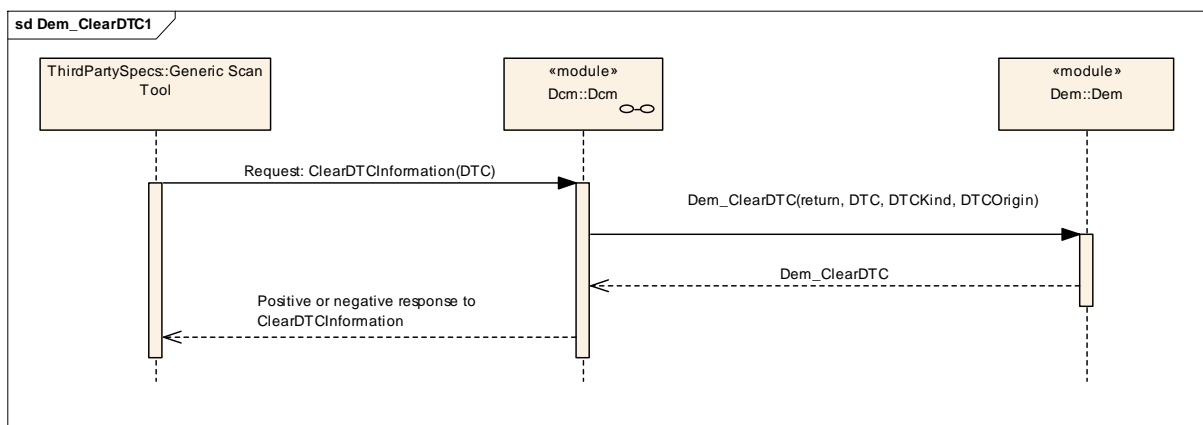 sd Dem_ClearDTC1
ThirdPartySpecs::Generic Scan
Tool
«module»
Dcm::Dcm
«module»
Dem::Dem
Request: ClearDTCInformation(DTC)
Dem_ClearDTC(return, DTC, DTCKind, DTCOrigin)
Dem_ClearDTC
Positive or negative response to
ClearDTCInformation